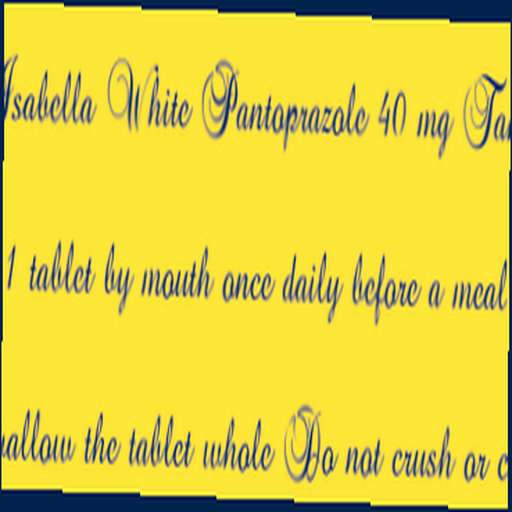 Isabella White Pantoprazole 40 mg
1 tablet by mouth once daily before a meal
the tablet whole Do not crush or